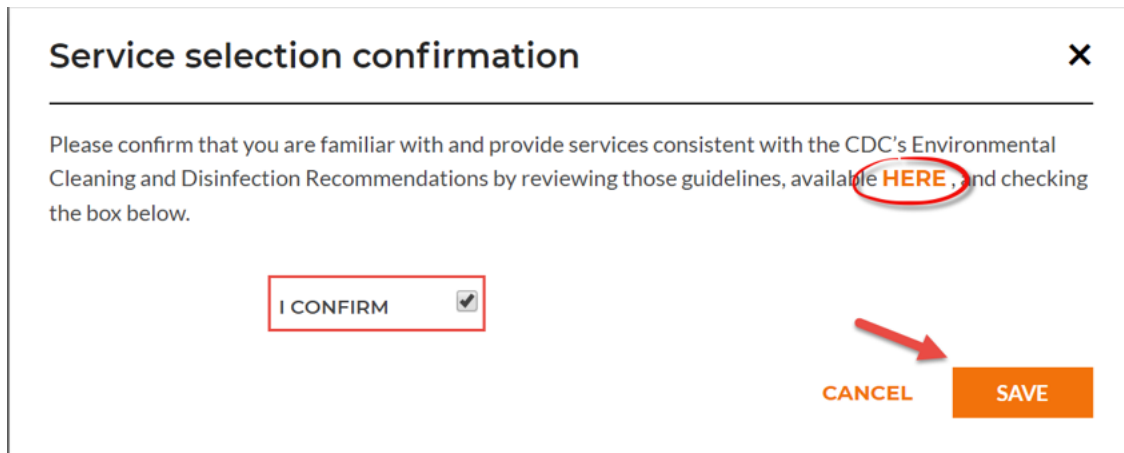 Service selection confirmation
Please confirm that you are familiar with and provide services consistent with the CDC's Environmental
Cleaning and Disinfection Recommendations by reviewing those guidelines, available HERE , and checking
the box below.
I CONFIRM
CANCEL SAVE